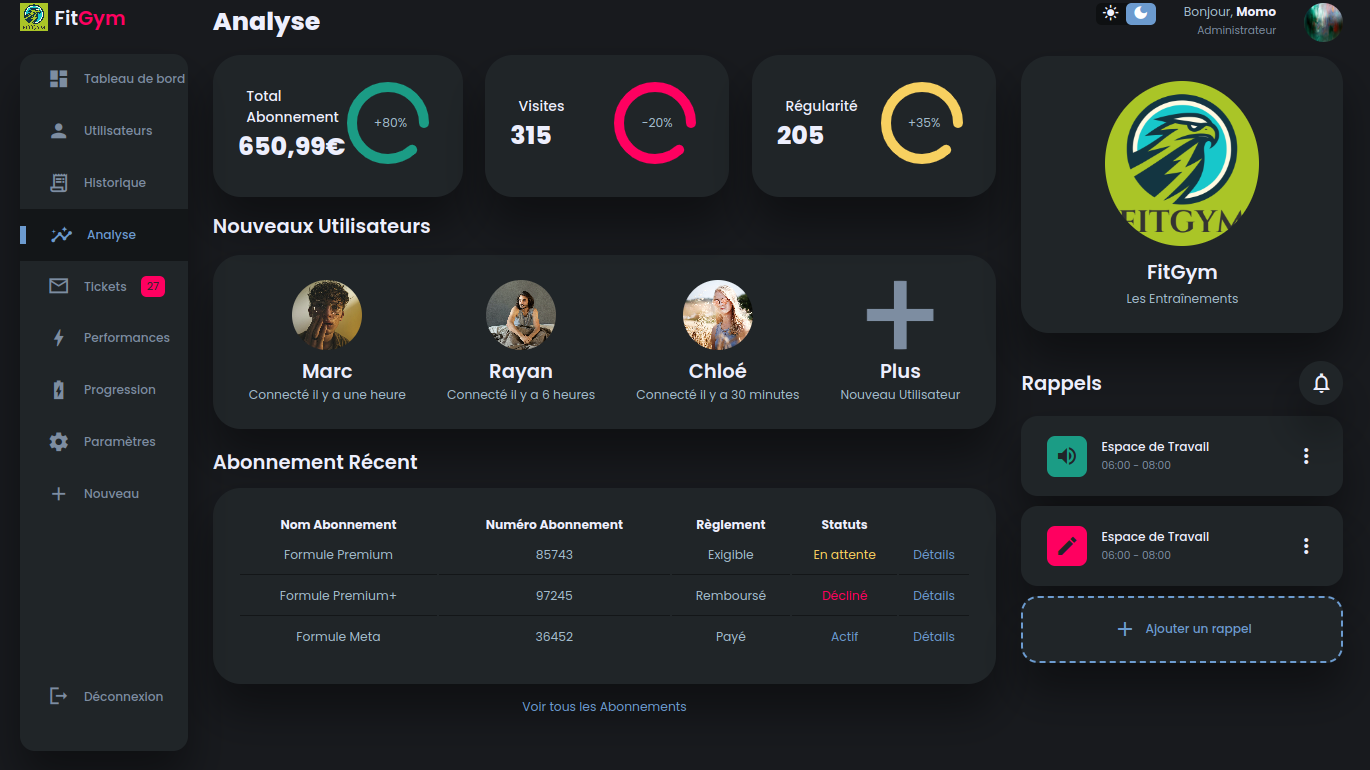 FitGym
Tableau de bord
Utilisateurs
Historique
Analyse
Tickets 27
Performances
Progression
Paramètres
Nouveau
Déconnexion
Analyse
Total
Abonnement
650,99€
+80%
Visites
315
-20%
Régularité
205
+35%
Nouveaux Utilisateurs
Marc
Connecté il y a une heure
Rayan
Connecté il y a 6 heures
Chloé
Connecté il y a 30 minutes
Plus
Nouveau Utilisateur
Abonnement Récent
Nom Abonnement Numéro Abonnement Règlement Statuts
Formule Premium 85743 Exigible En attente Détails
Formule Premium+ 97245 Remboursé Décliné Détails
Formule Meta 36452 Payé Actif Détails
Voir tous les Abonnements
Bonjour, Momo
Administrateur
FITGYM
FitGym
Les Entraînements
Rappels
Espace de Travail
06:00 - 08:00
Espace de Travail
06:00 - 08:00
Ajouter un rappel